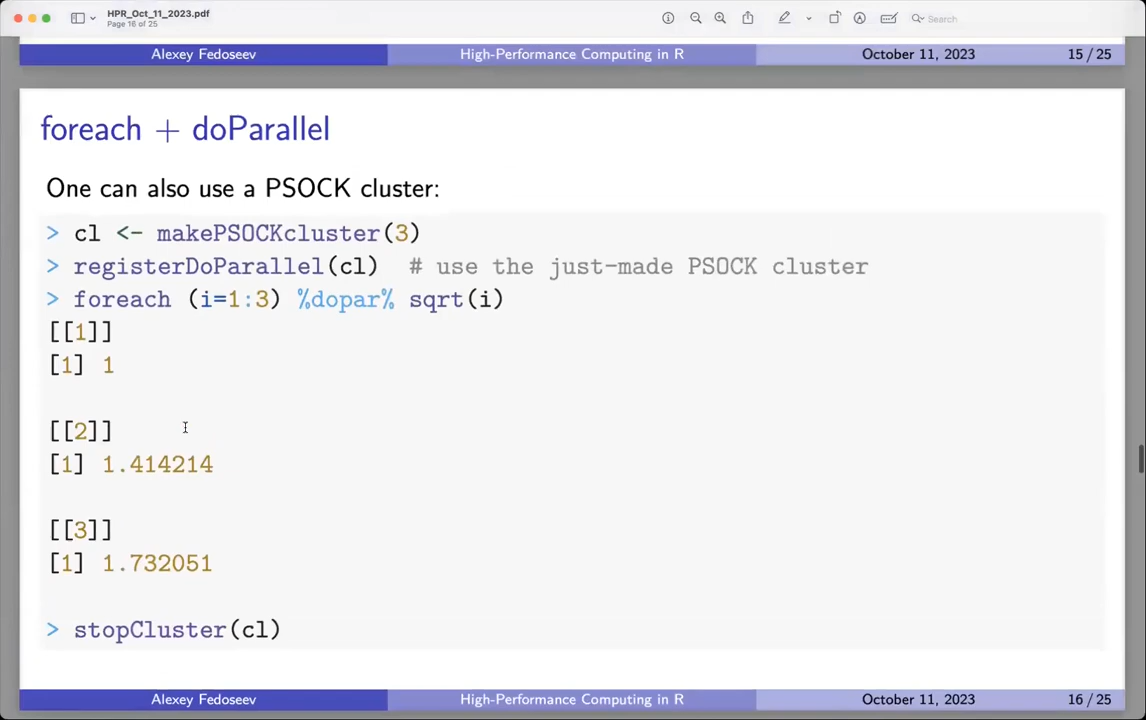 HPR_Oct_11_2023.pdf
Page 16 of 25
Search
Alexey Fedoseev High-Performance Computing in R October 11, 2023 15 / 25
foreach + doParallel
One can also use a PSOCK cluster:
> cl <- makePSOCKcluster(3)
> registerDoParallel(cl)  # use the just-made PSOCK cluster
> foreach (i=1:3) %dopar% sqrt(i)
[[1]]
[1] 1
[[2]]
[1] 1.414214
[[3]]
[1] 1.732051
> stopCluster(cl)
Alexey Fedoseev High-Performance Computing in R October 11, 2023 16 / 25